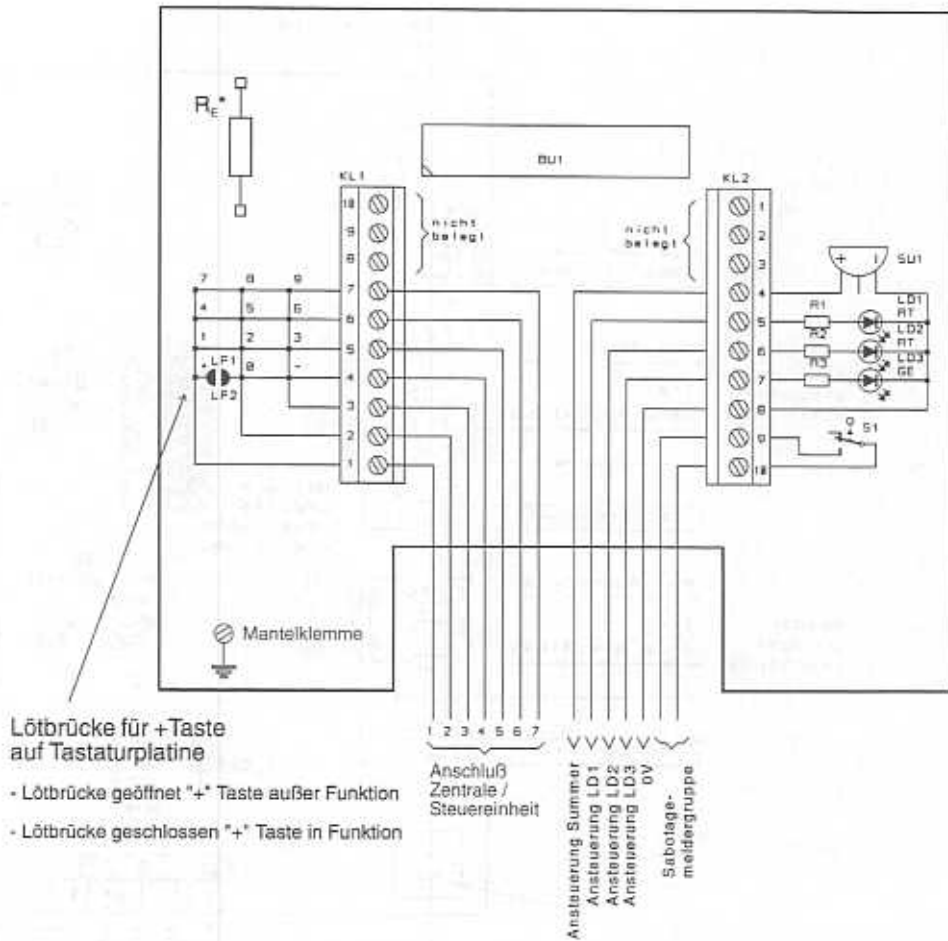 RE*
BU1
KL1
KL2
10
9
8
7
6
5
4
3
2
1
nicht
belegt
nicht
belegt
1
2
3
4
5
6
7
8
9
10
+ -
SU1
R1
R2
R3
LD1
RT
LD2
RT
LD3
GE
S1
7 8 9
4 5 6
1 2 3
+ LF1 0 -
LF2
Mantelklemme
Lötbrücke für +Taste
auf Tastaturplatine
- Lötbrücke geöffnet "+" Taste außer Funktion
- Lötbrücke geschlossen "+" Taste in Funktion
1 2 3 4 5 6 7
Anschluß
Zentrale /
Steuereinheit
Ansteuerung Summer
Ansteuerung LD1
Ansteuerung LD2
Ansteuerung LD3
0V
Sabotage-
meldergruppe